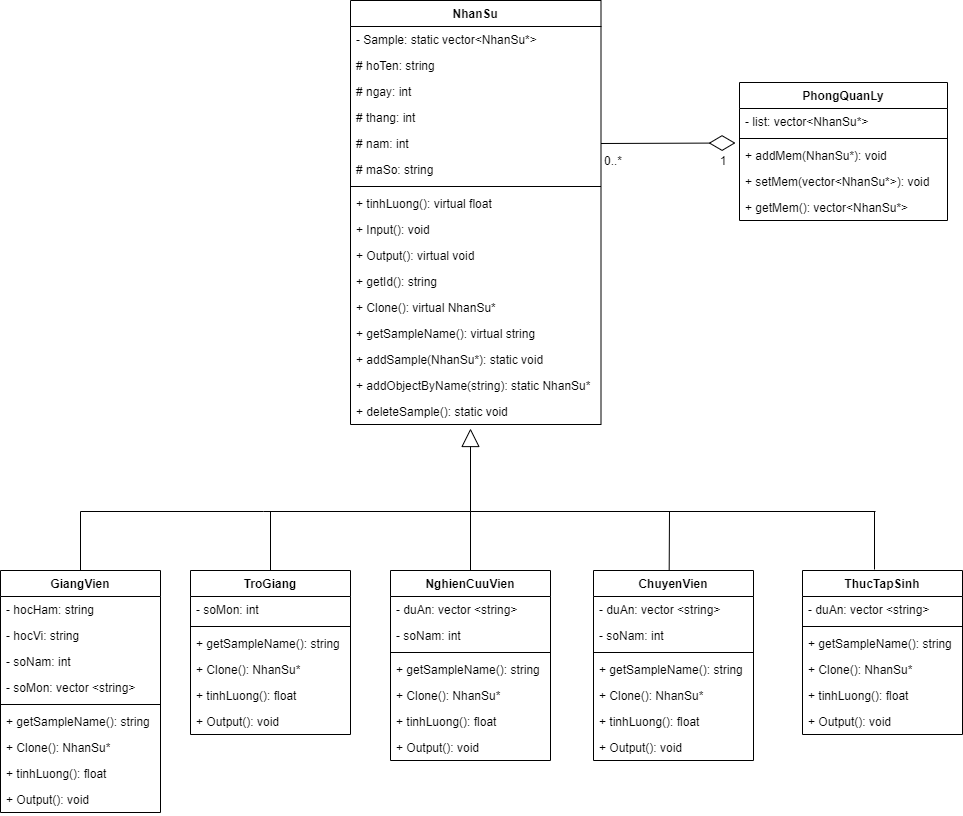 NhanSu
- Sample: static vector<NhanSu*>
# hoTen: string
# ngay: int
# thang: int
# nam: int
# maSo: string
+ tinhLuong(): virtual float
+ Input(): void
+ Output(): virtual void
+ getId(): string
+ Clone(): virtual NhanSu*
+ getSampleName(): virtual string
+ addSample(NhanSu*): static void
+ addObjectByName(string): static NhanSu*
+ deleteSample(): static void
0..*
1
PhongQuanLy
- list: vector<NhanSu*>
+ addMem(NhanSu*): void
+ setMem(vector<NhanSu*>): void
+ getMem(): vector<NhanSu*>
GiangVien
- hocHam: string
- hocVi: string
- soNam: int
- soMon: vector <string>
+ getSampleName(): string
+ Clone(): NhanSu*
+ tinhLuong(): float
+ Output(): void
TroGiang
- soMon: int
+ getSampleName(): string
+ Clone(): NhanSu*
+ tinhLuong(): float
+ Output(): void
NghienCuuVien
- duAn: vector <string>
- soNam: int
+ getSampleName(): string
+ Clone(): NhanSu*
+ tinhLuong(): float
+ Output(): void
ChuyenVien
- duAn: vector <string>
- soNam: int
+ getSampleName(): string
+ Clone(): NhanSu*
+ tinhLuong(): float
+ Output(): void
ThucTapSinh
- duAn: vector <string>
+ getSampleName(): string
+ Clone(): NhanSu*
+ tinhLuong(): float
+ Output(): void